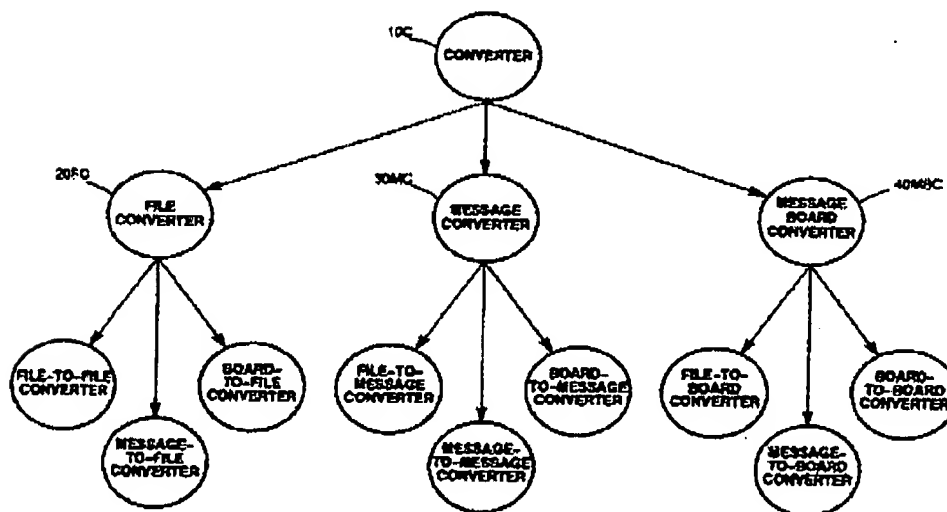 10C
CONVERTER
20FC
FILE
CONVERTER
30MC
MESSAGE
CONVERTER
40MBC
MESSAGE
BOARD
CONVERTER
FILE-TO-FILE
CONVERTER
BOARD-
TO-FILE
CONVERTER
MESSAGE-
TO-FILE
CONVERTER
FILE-TO-
MESSAGE
CONVERTER
BOARD-
TO-MESSAGE
CONVERTER
MESSAGE-
TO-MESSAGE
CONVERTER
FILE-TO-
BOARD
CONVERTER
BOARD-
TO-BOARD
CONVERTER
MESSAGE-
TO-BOARD
CONVERTER